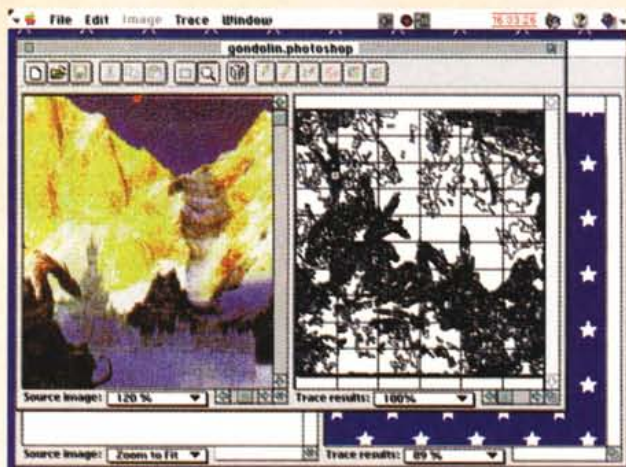 File Edit Image Trace Window 16:03:26
gondolin.photoshop
Source image: 120 % Trace results: 100%
Source image: Zoom to fit Trace results: 89 %